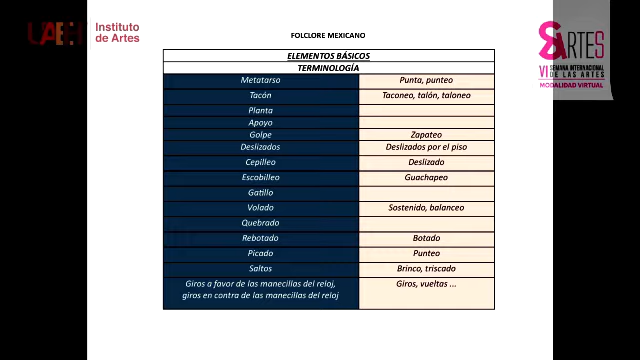 UAEH
Instituto
de Artes
FOLCLORE MEXICANO
SARTES
VI SEMANA INTERNACIONAL
DE LAS ARTES
MODALIDAD VIRTUAL
ELEMENTOS BÁSICOS
TERMINOLOGÍA
Metatarso Punta, punteo
Tacón Taconeo, talón, taloneo
Planta
Apoyo
Golpe Zapateo
Deslizados Deslizados por el piso
Cepilleo Deslizado
Escobilleo Guachapeo
Gatillo
Volado Sostenido, balanceo
Quebrado
Rebotado Botado
Picado Punteo
Saltos Brinco, triscado
Giros a favor de las manecillas del reloj, Giros, vueltas ...
giros en contra de las manecillas del reloj